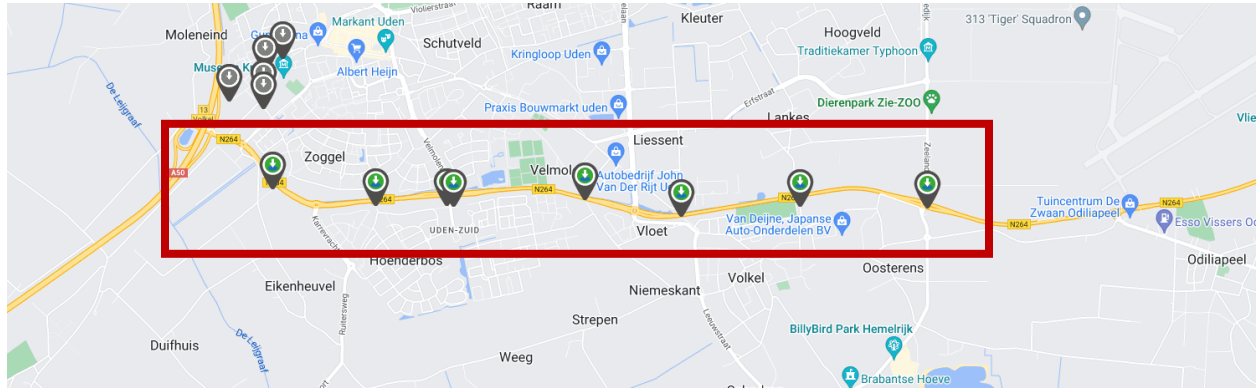 Raam
Violierstraat
Markant Uden
Kleuter
313 'Tiger' Squadron
Moleneind
Schutveld
Hoogveld
Traditiekamer Typhoon
Kringloop Uden
Albert Heijn
De Leijgraaf
Erfstraat
Dierenpark Zie-ZOO
Praxis Bouwmarkt uden
13
Volkel
Lankes
N264
Liessent
Zoggel
Velmolen
A50
Autobedrijf John
Van Der Rijt
N264
N264
N264
N264
Tuincentrum De
Zwaan Odiliapeel
N264
Van Deijne, Japanse
Auto-Onderdelen BV
N264
Esso Vissers
UDEN-ZUID
Vloet
Hoenderbos
Odiliapeel
Oosterens
Volkel
Eikenheuvel
Niemeskant
Ruitersweg
Strepen
Leeuwstraat
BillyBird Park Hemelrijk
De Leijgraaf
Duifhuis
Weeg
Brabantse Hoeve